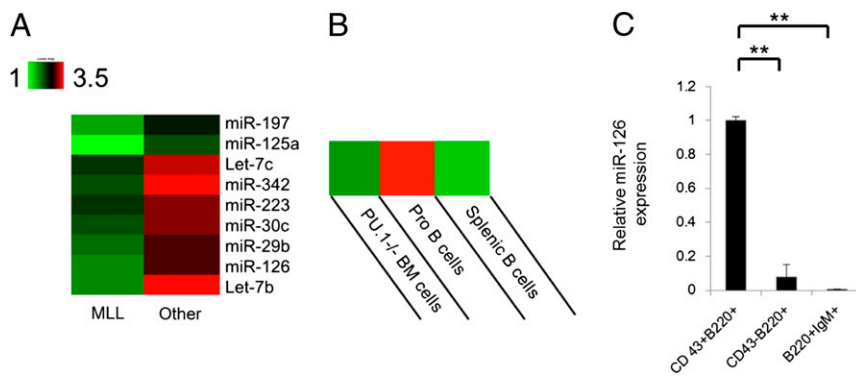 A
1
3.5
miR-197
miR-125a
Let-7c
miR-342
miR-223
miR-30c
miR-29b
miR-126
Let-7b
MLL
Other
B
PU.1-/- BM cells
Pro B cells
Splenic B cells
C
**
**
Relative miR-126
expression
1.2
1
0.8
0.6
0.4
0.2
0
CD 43+B220+
CD43-B220+
B220+IgM+